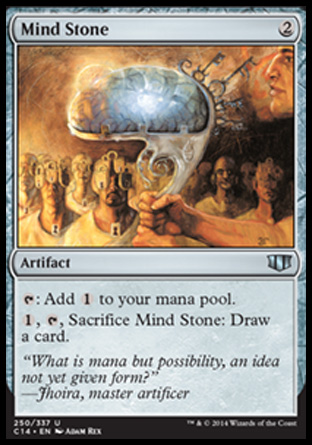 Mind Stone 2
Artifact
: Add 1 to your mana pool.
1, , Sacrifice Mind Stone: Draw
a card.
"What is mana but possibility, an idea
not yet given form?"
—Jhoira, master artificer
250/337 U
C14 • EN Adam Rex
™ & © 2014 Wizards of the Coast